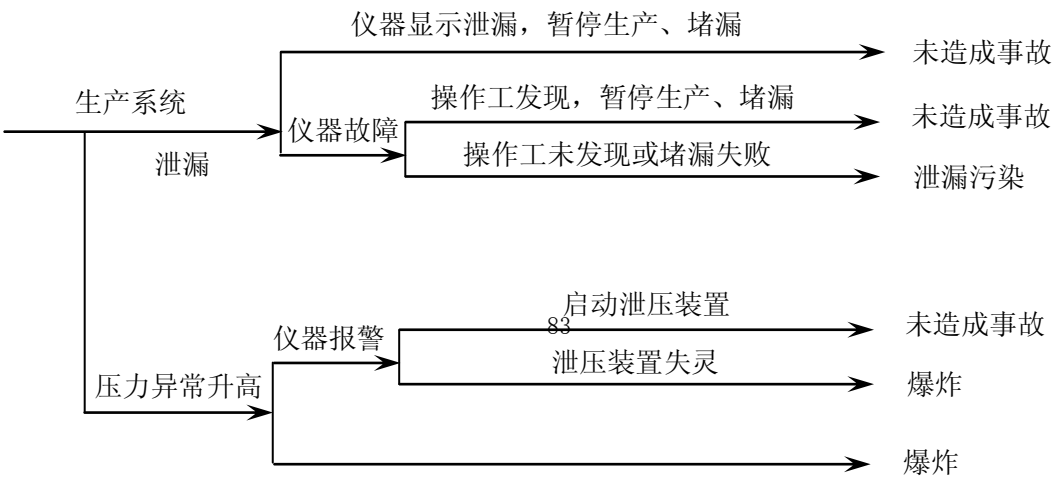 仪器显示泄漏，暂停生产、堵漏
未造成事故
生产系统
操作工发现，暂停生产、堵漏
未造成事故
仪器故障
泄漏
操作工未发现或堵漏失败
泄漏污染
启动泄压装置
83
未造成事故
仪器报警
泄压装置失灵
爆炸
压力异常升高
爆炸